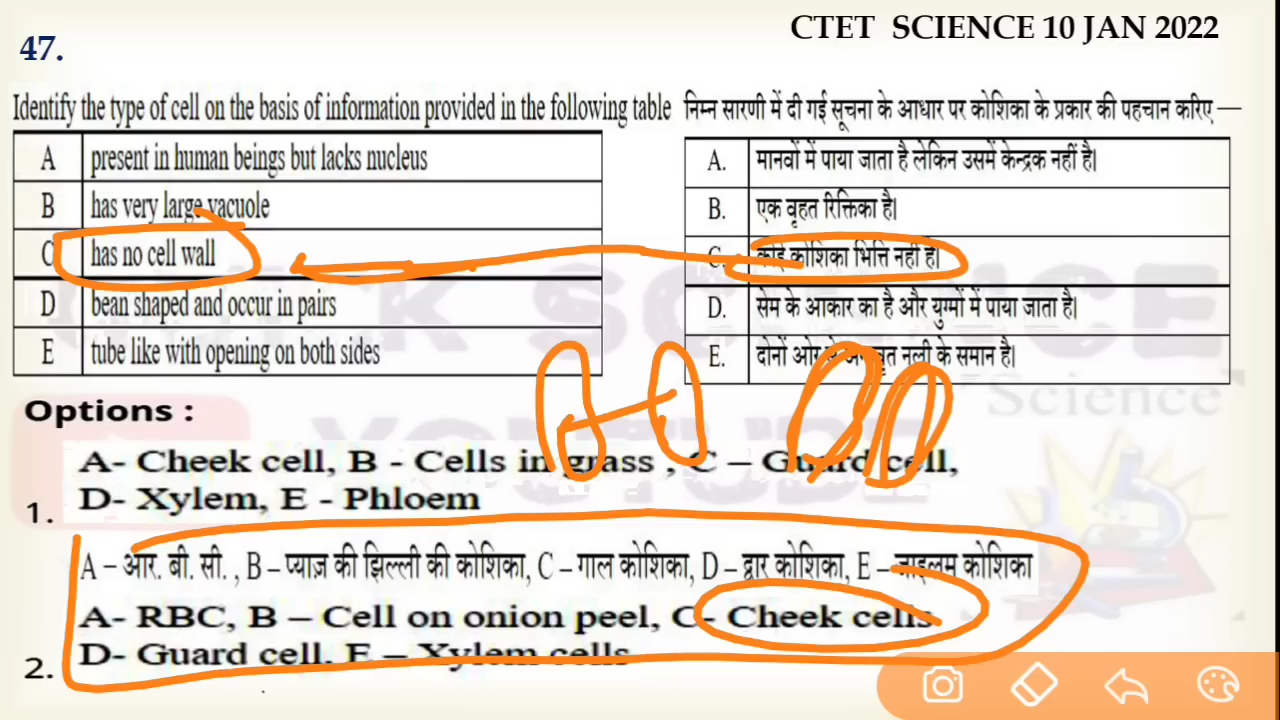 CTET SCIENCE 10 JAN 2022
47.
Identify the type of cell on the basis of information provided in the following table
A present in human beings but lacks nucleus
B has very large vacuole
C has no cell wall
D bean shaped and occur in pairs
E tube like with opening on both sides
निम्न सारणी में दी गई सूचना के आधार पर कोशिका के प्रकार की पहचान करिए —
A. मानवों में पाया जाता है लेकिन उसमें केन्द्रक नहीं है।
B. एक वृहत रिक्तिका है।
C. कोई कोशिका भित्ति नहीं है।
D. सेम के आकार का है और युग्मों में पाया जाता है।
E. दोनों ओर से नली के समान है।
Options :
A- Cheek cell, B - Cells in grass , C – Guard cell,
D- Xylem, E - Phloem
1.
A – आर. बी. सी. , B – प्याज़ की झिल्ली की कोशिका, C – गाल कोशिका, D – द्वार कोशिका, E – जाइलम कोशिका
A- RBC, B – Cell on onion peel, C- Cheek cells
D- Guard cell, E – Xylem cells
2.
Science
YOUTUBE